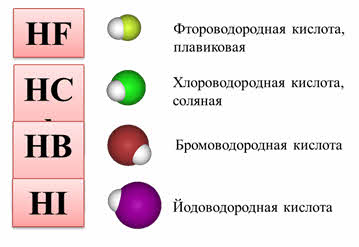 HF
Фтороводородная кислота,
плавиковая
HC
Хлороводородная кислота,
соляная
HB
Бромоводородная кислота
HI
Йодоводородная кислота